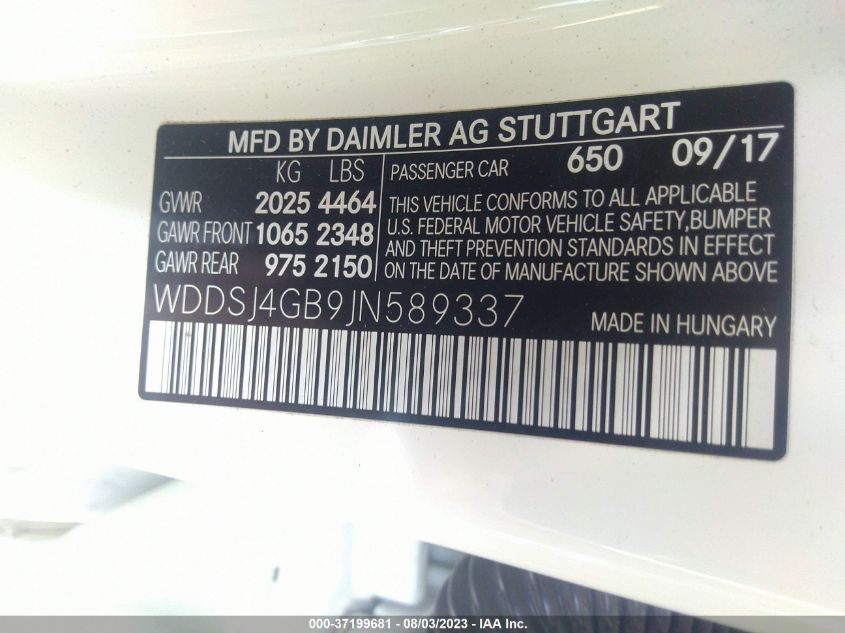 MFD BY DAIMLER AG STUTTGART
KG LBS
GVWR 2025 4464
GAWR FRONT 1065 2348
GAWR REAR 975 2150
PASSENGER CAR 650 09/17
THIS VEHICLE CONFORMS TO ALL APPLICABLE
U.S. FEDERAL MOTOR VEHICLE SAFETY, BUMPER
AND THEFT PREVENTION STANDARDS IN EFFECT
ON THE DATE OF MANUFACTURE SHOWN ABOVE
WDDSJ4GB9JN589337
MADE IN HUNGARY
000-37199681 - 08/03/2023 - IAA Inc.